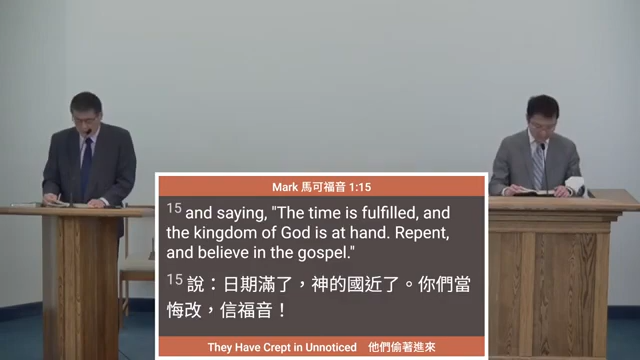 Mark 馬可福音 1:15
15 and saying, "The time is fulfilled, and
the kingdom of God is at hand. Repent,
and believe in the gospel."
15 說：日期滿了，神的國近了。你們當
悔改，信福音！
They Have Crept in Unnoticed 他們偷著進來